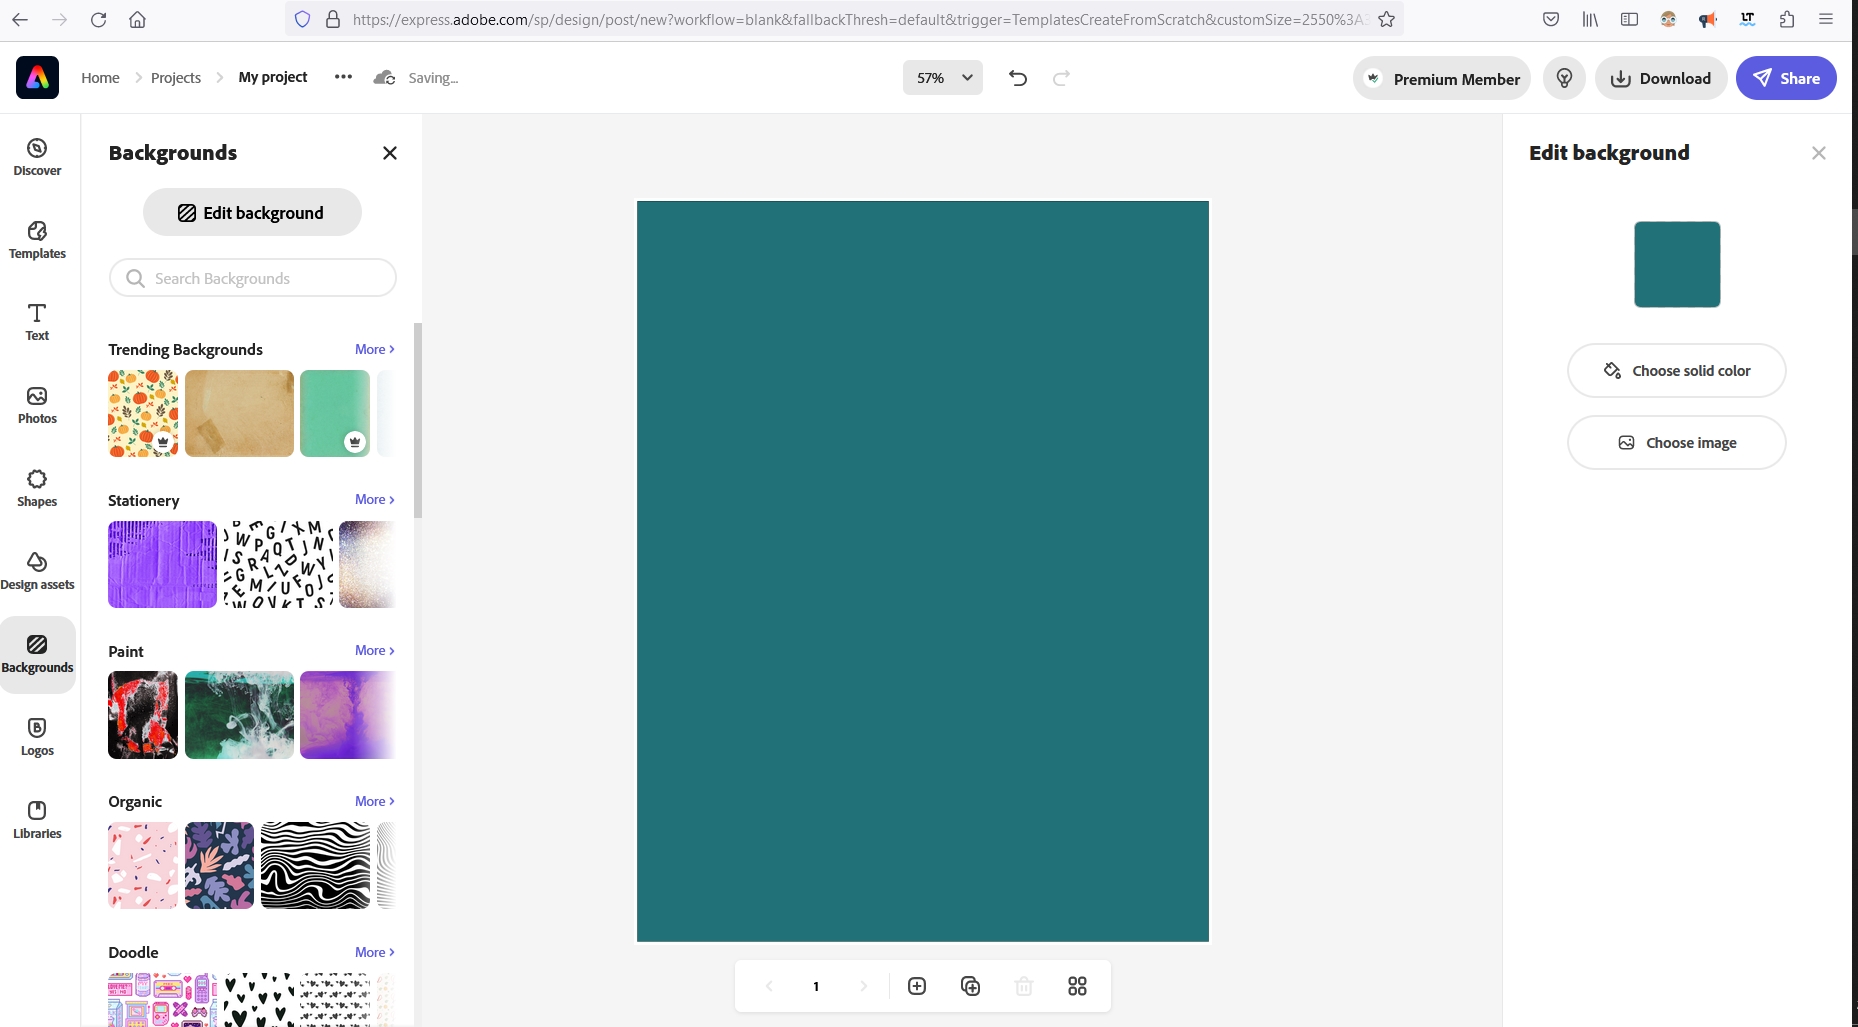 https://express.adobe.com/sp/design/post/new?workflow=blank&fallbackThresh=default&trigger=TemplatesCreateFromScratch&customSize=2550%3A3
LT
Home
Projects
My project
Saving...
57%
Premium Member
Download
Share
Discover
Templates
Text
Photos
Shapes
Design assets
Backgrounds
Logos
Libraries
Backgrounds
Edit background
Search Backgrounds
Trending Backgrounds
More
Stationery
More
Paint
More
Organic
More
Doodle
More
1
Edit background
Choose solid color
Choose image